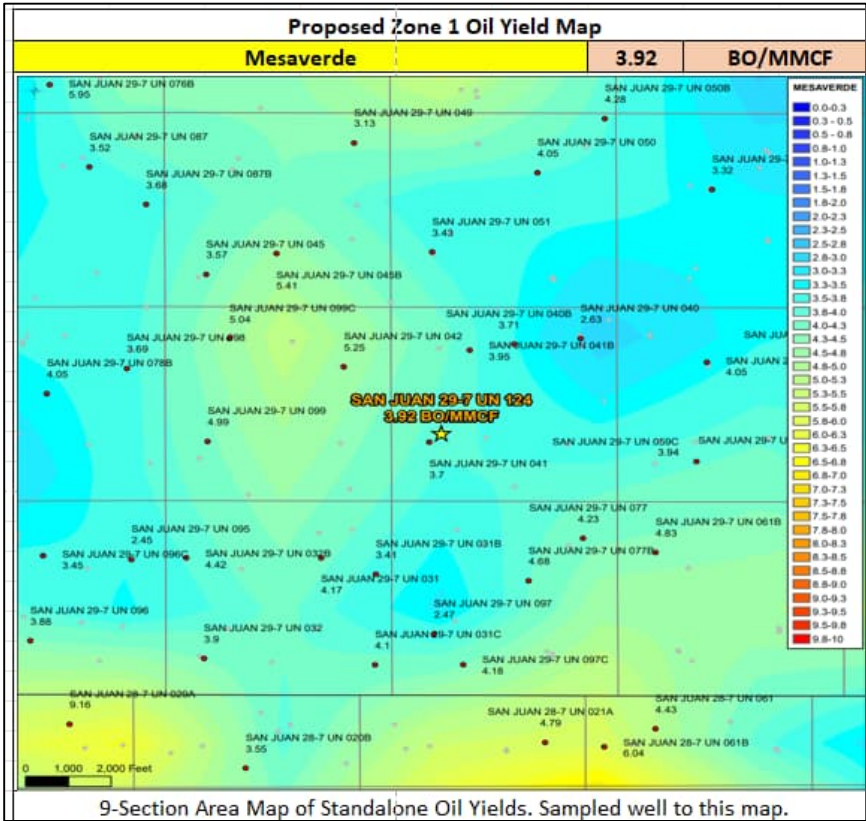 Proposed Zone 1 Oil Yield Map
Mesaverde 3.92 BO/MMCF
SAN JUAN 29-7 UN 076B
5.95
SAN JUAN 29-7 UN 050B
4.28
MESAVERDE
SAN JUAN 29-7 UN 049
3.13
SAN JUAN 29-7 UN 087
3.52
SAN JUAN 29-7 UN 050
4.05
SAN JUAN 29-7
3.32
SAN JUAN 29-7 UN 087B
3.68
SAN JUAN 29-7 UN 051
3.43
SAN JUAN 29-7 UN 045
3.57
SAN JUAN 29-7 UN 045B
5.41
SAN JUAN 29-7 UN 099C
5.04
SAN JUAN 29-7 UN 040B
3.71
SAN JUAN 29-7 UN 040
2.63
SAN JUAN 29-7 UN 098
3.69
SAN JUAN 29-7 UN 042
5.25
SAN JUAN 29-7 UN 041B
3.95
SAN JUA
SAN JUAN 29-7 UN 078B
4.05
SAN JUAN 2
4.05
SAN JUAN 29-7 UN 124
3.92 BO/MMCF
SAN JUAN 29-7 UN 099
4.99
SAN JUAN 29-7 UN 059C
3.94
SAN JUAN 29-7 U
SAN JUAN 29-7 UN 041
3.7
SAN JUAN 29-7 UN 077
4.23
SAN JUAN 29-7 UN 061B
4.83
SAN JUAN 29-7 UN 095
2.45
SAN JUAN 29-7 UN 031B
3.41
SAN JUAN 29-7 UN 077B
4.68
SAN JUAN 29-7 UN 096C
3.45
SAN JUAN 29-7 UN 032B
4.42
SAN JUAN 29-7 UN 031
4.17
SAN JUAN 29-7 UN 096
3.88
SAN JUAN 29-7 UN 097
2.47
SAN JUAN 29-7 UN 032
3.9
SAN JUAN 29-7 UN 031C
4.1
SAN JUAN 29-7 UN 097C
4.18
SAN JUAN 28-7 UN 020A
9.16
SAN JUAN 28-7 UN 061
4.43
SAN JUAN 28-7 UN 021A
4.79
SAN JUAN 28-7 UN 020B
3.55
SAN JUAN 28-7 UN 061B
6.04
0.0-0.3
0.3 - 0.5
0.5 - 0.8
0.8-1.0
1.0-1.3
1.3-1.5
1.5-1.8
1.8-2.0
2.0-2.3
2.3-2.5
2.5-2.8
2.8-3.0
3.0-3.3
3.3-3.5
3.5-3.8
3.8-4.0
4.0-4.3
4.3-4.5
4.5-4.8
4.8-5.0
5.0-5.3
5.3-5.5
5.5-5.8
5.8-6.0
6.0-6.3
6.3-6.5
6.5-6.8
6.8-7.0
7.0-7.3
7.3-7.5
7.5-7.8
7.8-8.0
8.0-8.3
8.3-8.5
8.5-8.8
8.8-9.0
9.0-9.3
9.3-9.5
9.5-9.8
9.8-10
0 1,000 2,000 Feet
9-Section Area Map of Standalone Oil Yields. Sampled well to this map.